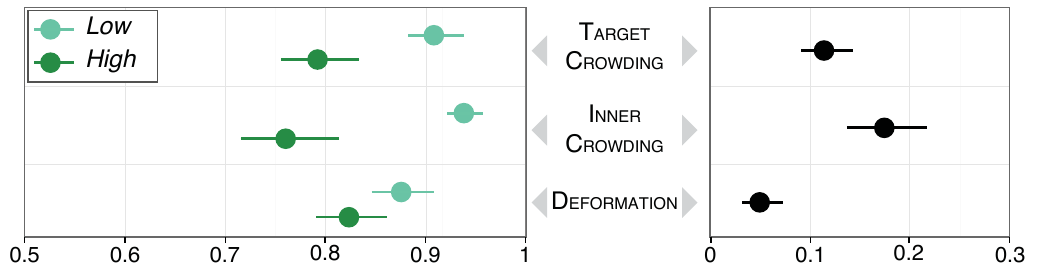 Low
High
TARGET
CROWDING
INNER
CROWDING
DEFORMATION
0.5 0.6 0.7 0.8 0.9 1
0 0.1 0.2 0.3